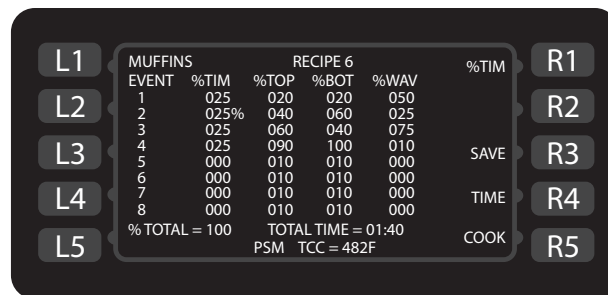 L1
L2
L3
L4
L5
MUFFINS RECIPE 6
EVENT %TIM %TOP %BOT %WAV
1 025 020 020 050
2 025% 040 060 025
3 025 060 040 075
4 025 090 100 010
5 000 010 010 000
6 000 010 010 000
7 000 010 010 000
8 000 010 010 000
% TOTAL = 100 TOTAL TIME = 01:40
PSM TCC = 482F
%TIM
SAVE
TIME
COOK
R1
R2
R3
R4
R5